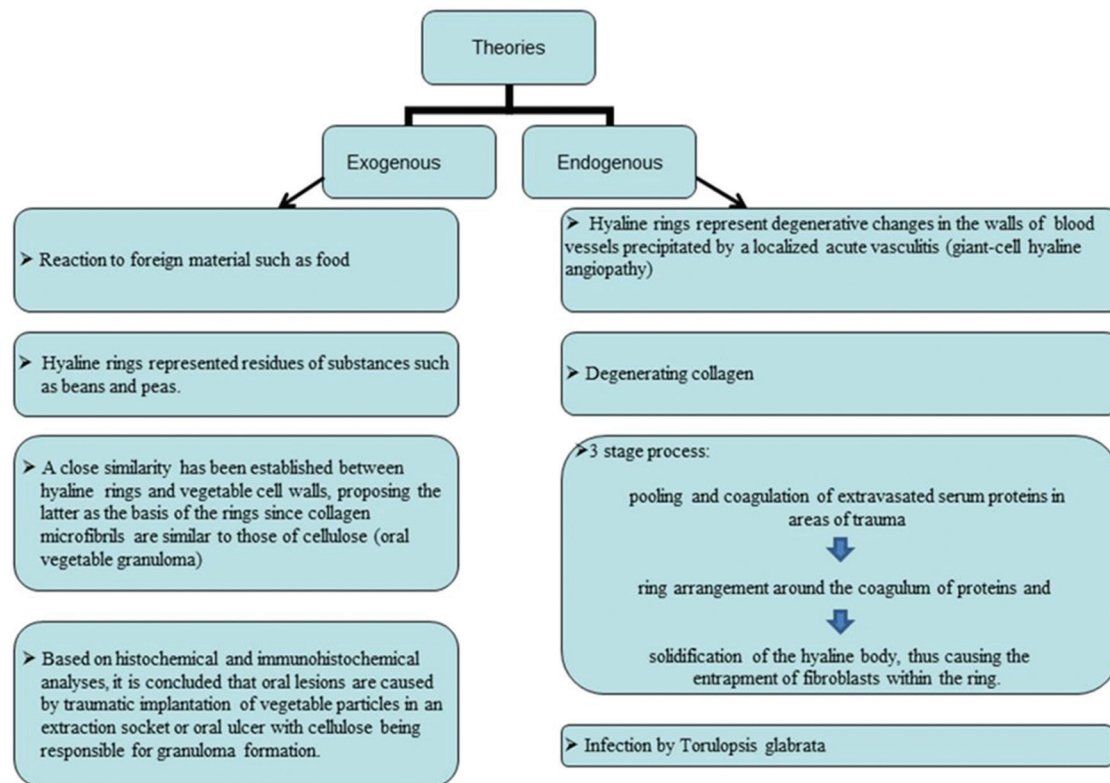 Theories
Exogenous
Endogenous
➤ Reaction to foreign material such as food
➤ Hyaline rings represented residues of substances such
as beans and peas.
➤ A close similarity has been established between
hyaline rings and vegetable cell walls, proposing the
latter as the basis of the rings since collagen
microfibrils are similar to those of cellulose (oral
vegetable granuloma)
➤ Based on histochemical and immunohistochemical
analyses, it is concluded that oral lesions are caused
by traumatic implantation of vegetable particles in an
extraction socket or oral ulcer with cellulose being
responsible for granuloma formation.
➤ Hyaline rings represent degenerative changes in the walls of blood
vessels precipitated by a localized acute vasculitis (giant-cell hyaline
angiopathy)
➤ Degenerating collagen
➤3 stage process:
pooling and coagulation of extravasated serum proteins in
areas of trauma
ring arrangement around the coagulum of proteins and
solidification of the hyaline body, thus causing the
entrapment of fibroblasts within the ring.
➤ Infection by Torulopsis glabrata